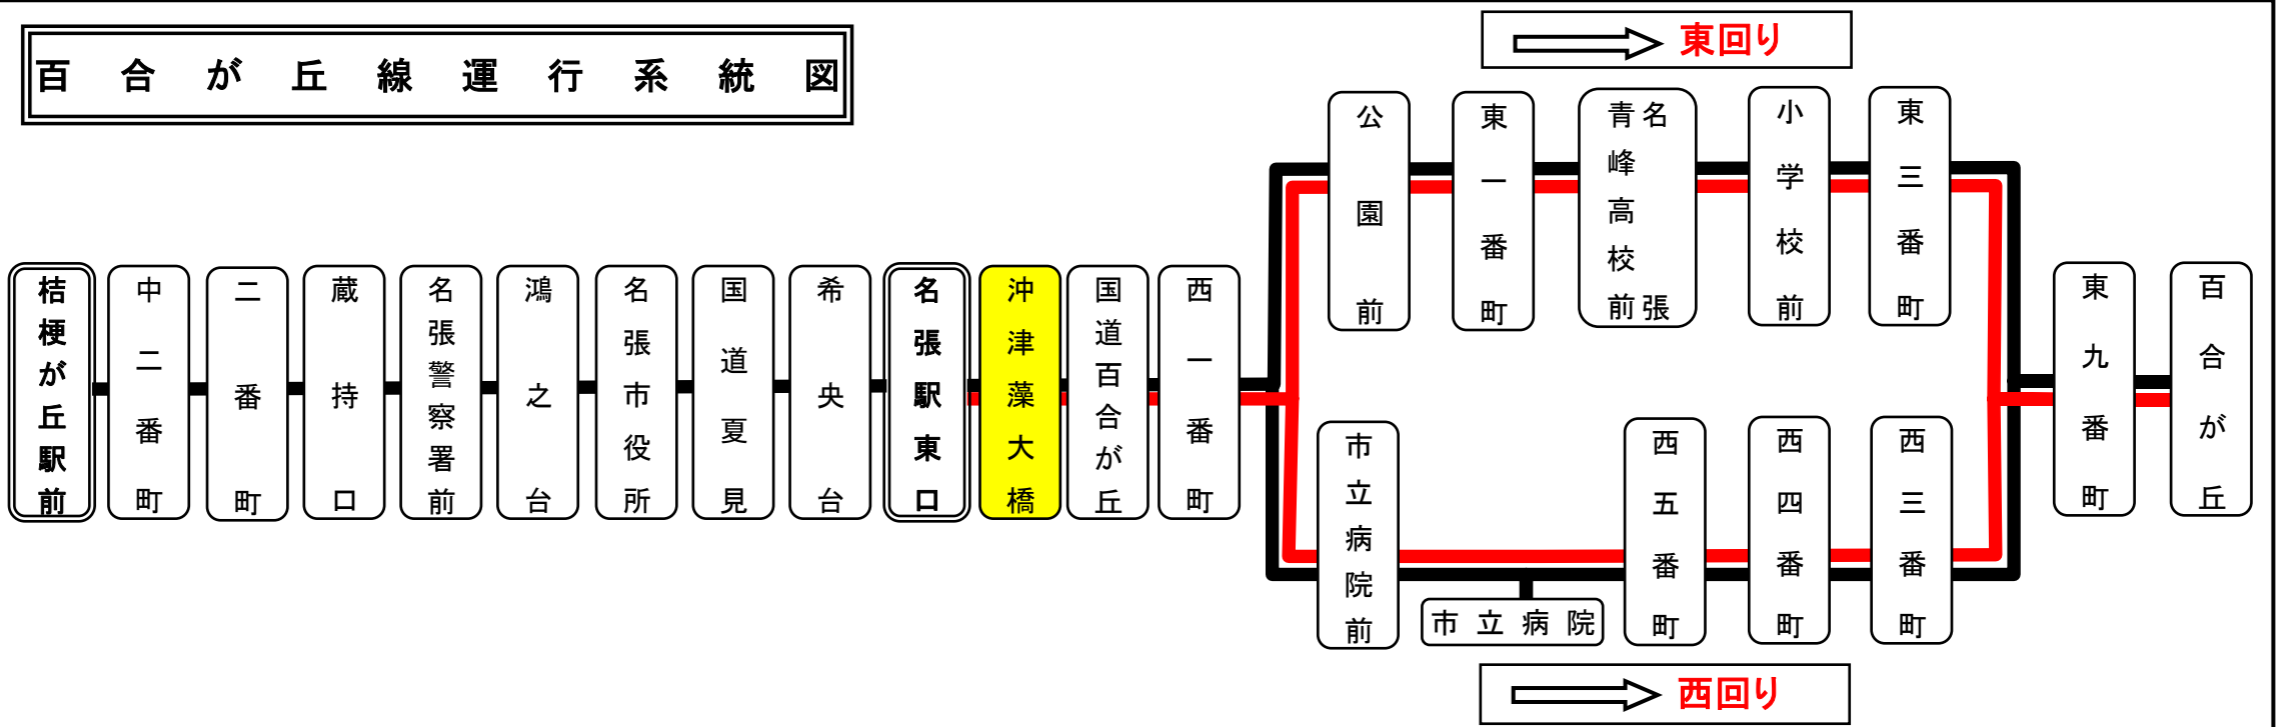 百合が丘線運行系統図
東回り
公園前
東一番町
名張
青峰高校前
小学校前
東三番町
桔梗が丘駅前
中二番町
二番町
蔵持口
名張警察署前
鴻之台
名張市役所
国道夏見
希央台
名張駅東口
沖津藻大橋
国道百合が丘
西一番町
東九番町
百合が丘
市立病院前
市立病院
西五番町
西四番町
西三番町
西回り